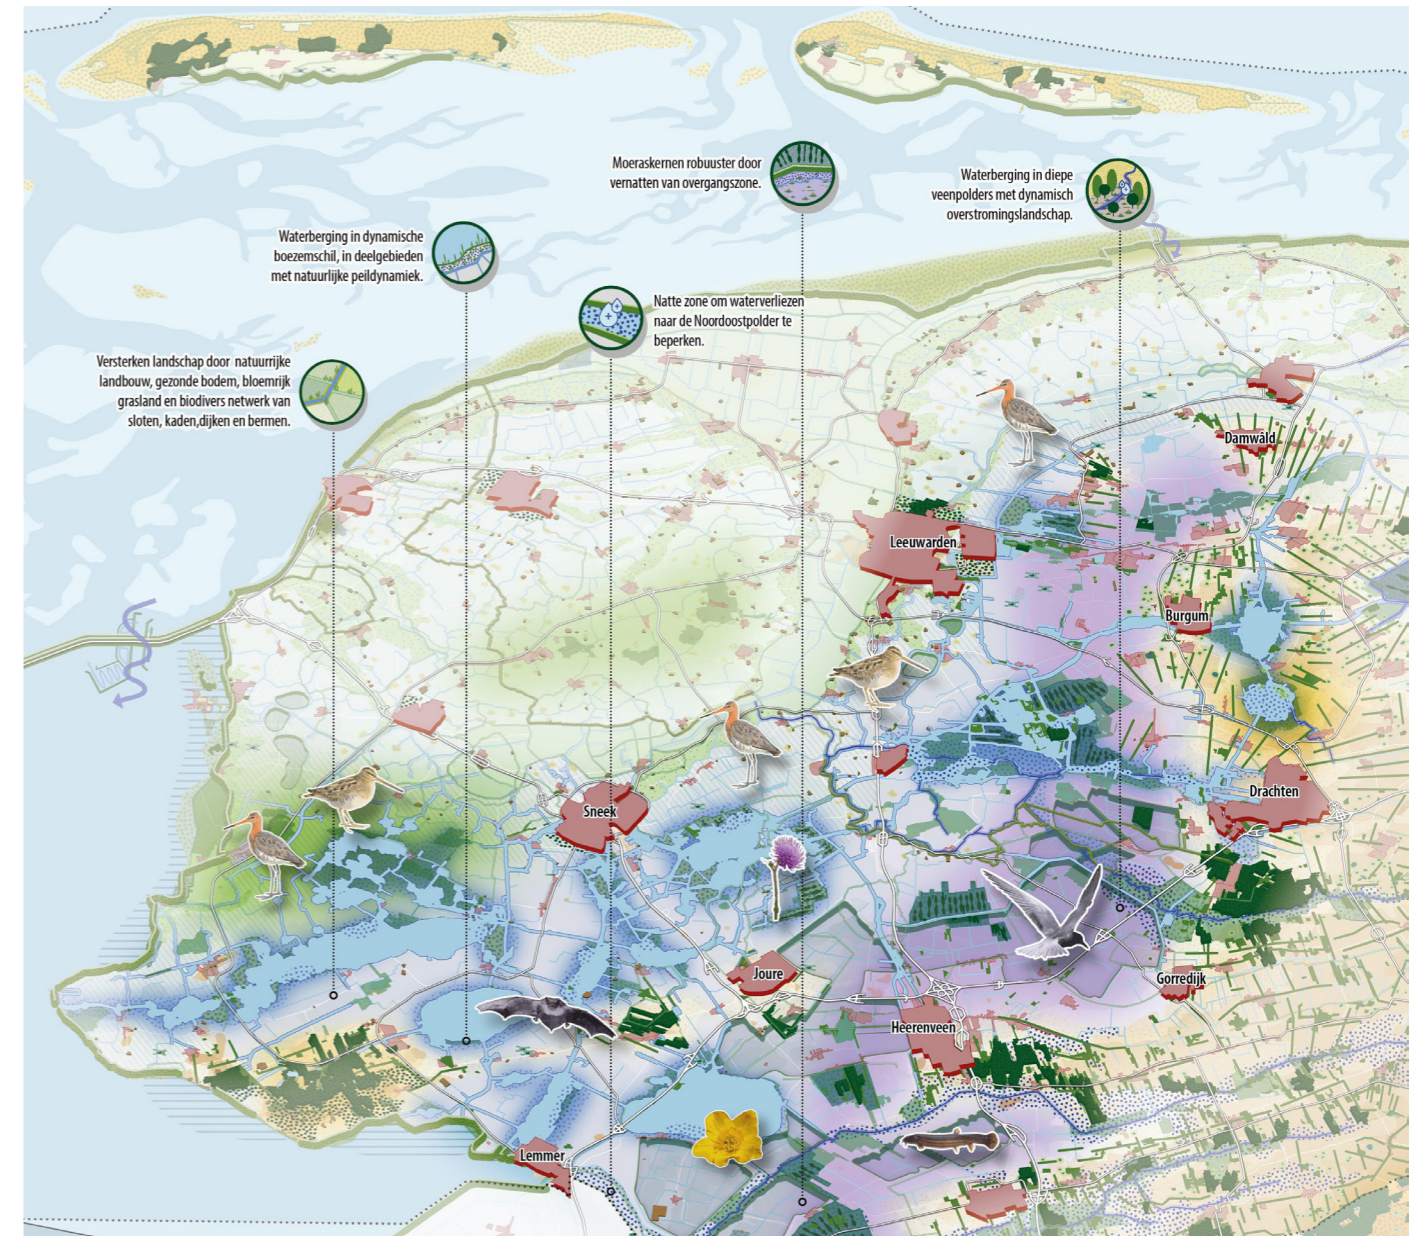 Moeraskernen robuuster door
vernatten van overgangszone.
Waterberging in diepe
veenpolders met dynamisch
overstromingslandschap.
Waterberging in dynamische
boezemschil, in deelgebieden
met natuurlijke peildynamiek.
Natte zone om waterverliezen
naar de Noordoostpolder te
beperken.
Versterken landschap door natuurrijke
landbouw, gezonde bodem, bloemrijk
grasland en biodivers netwerk van
sloten, kaden,dijken en bermen.
Damwâld
Leeuwarden
Burgum
Drachten
Sneek
Joure
Gorredijk
Heerenveen
Lemmer